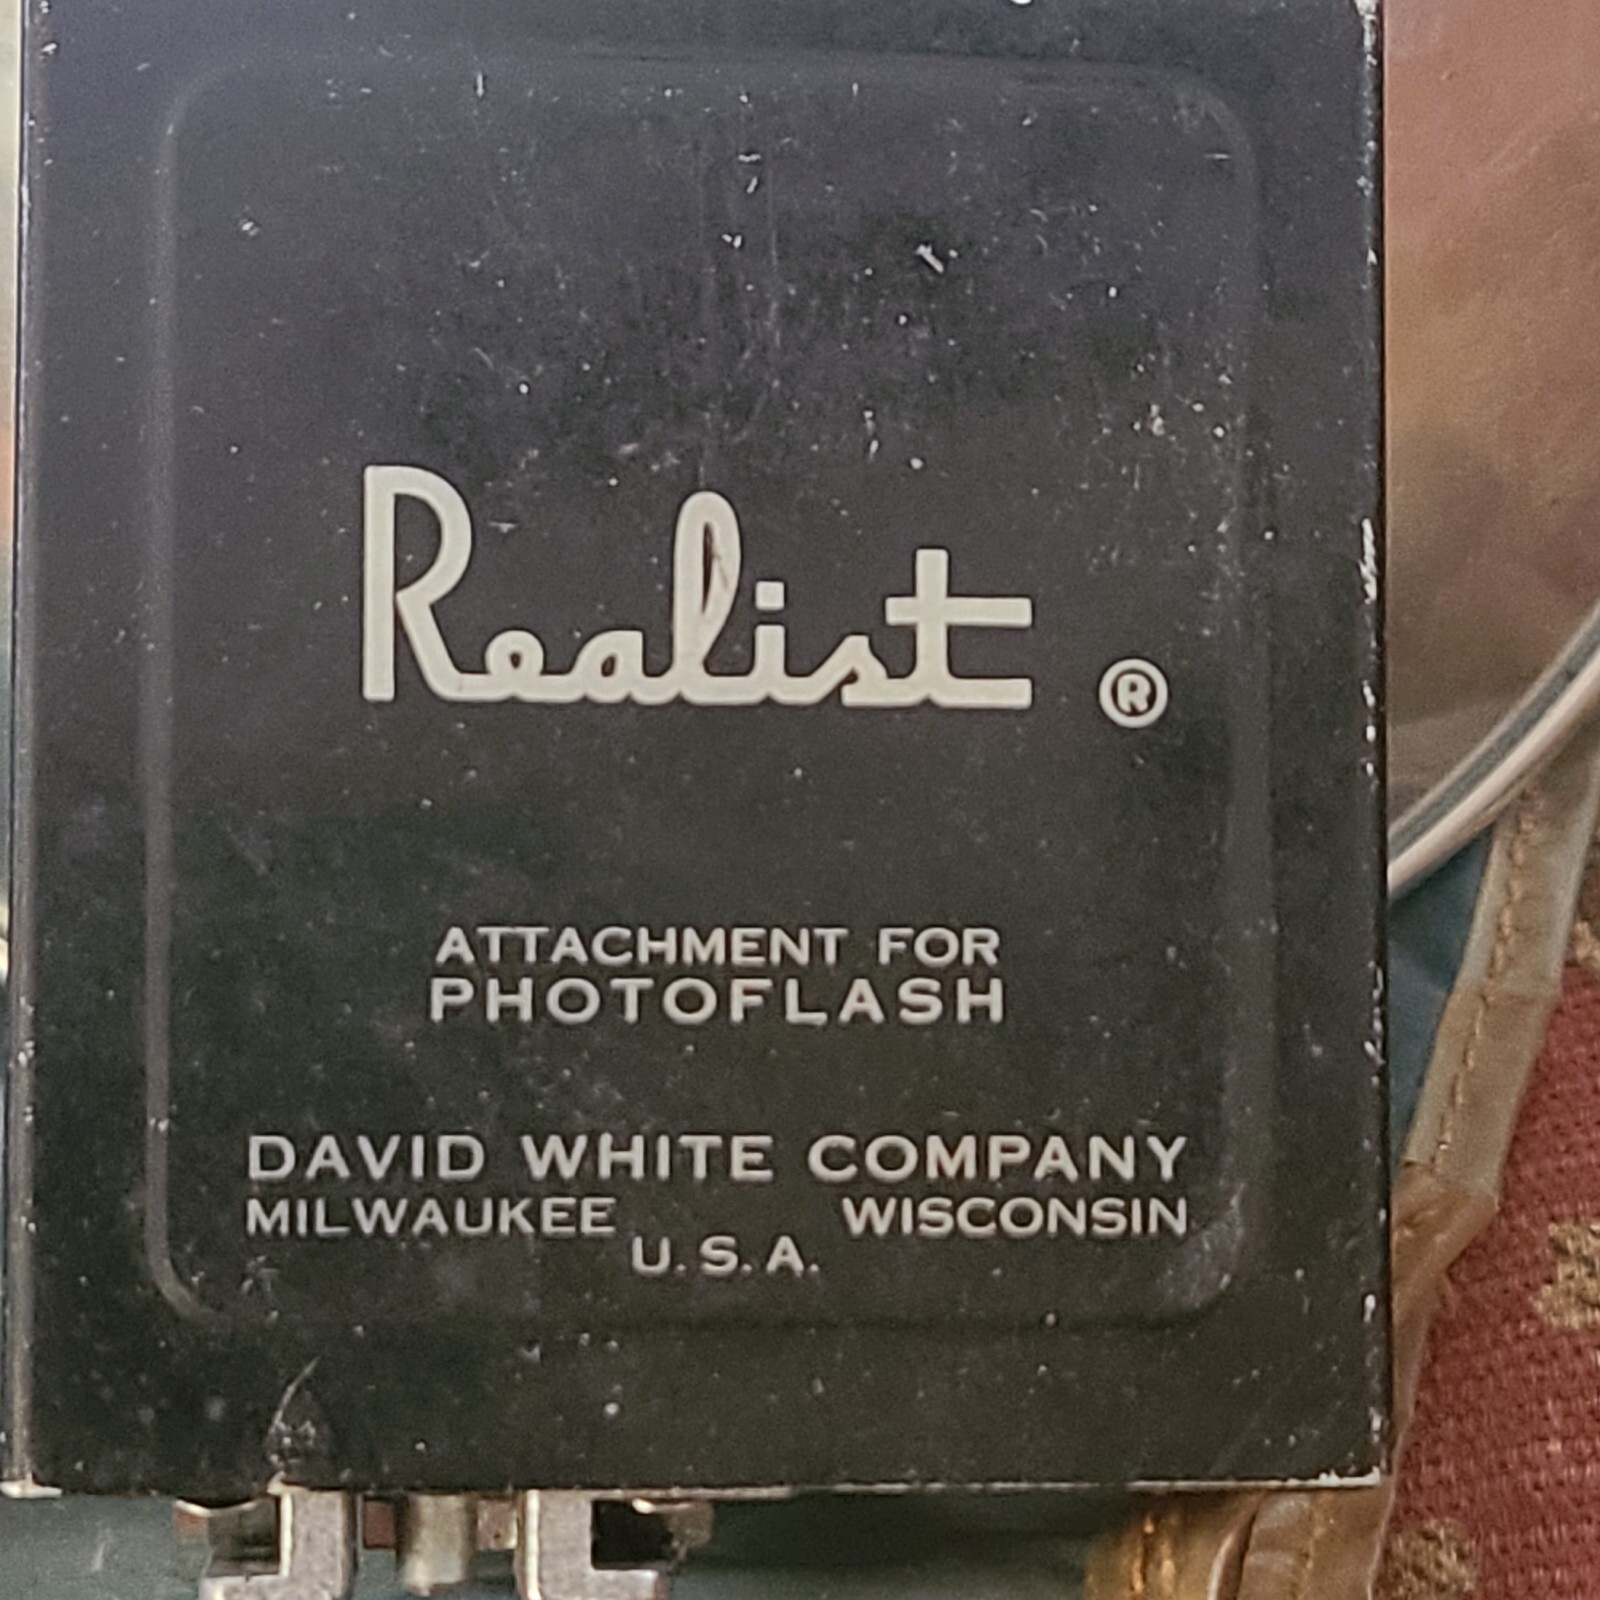 Realist ®
ATTACHMENT FOR
PHOTOFLASH
DAVID WHITE COMPANY
MILWAUKEE WISCONSIN
U.S.A.